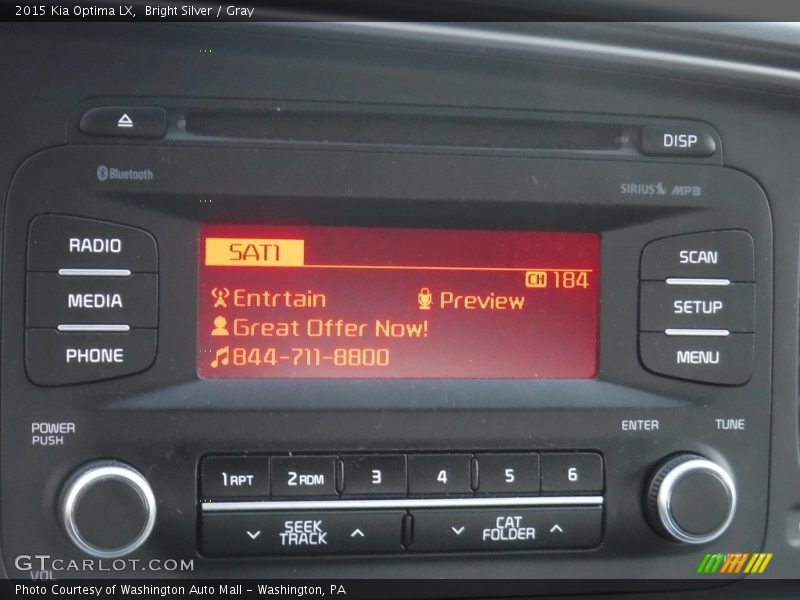 2015 Kia Optima LX, Bright Silver / Gray
DISP
Bluetooth
SIRIUS MP3
RADIO
MEDIA
PHONE
SAT1
CH 184
Entrtain Preview
Great Offer Now!
844-711-8800
SCAN
SETUP
MENU
POWER
PUSH
ENTER
TUNE
1 RPT
2 RDM
3
4
5
6
SEEK
TRACK
CAT
FOLDER
GTCARLOT.COM
VOL
Photo Courtesy of Washington Auto Mall - Washington, PA